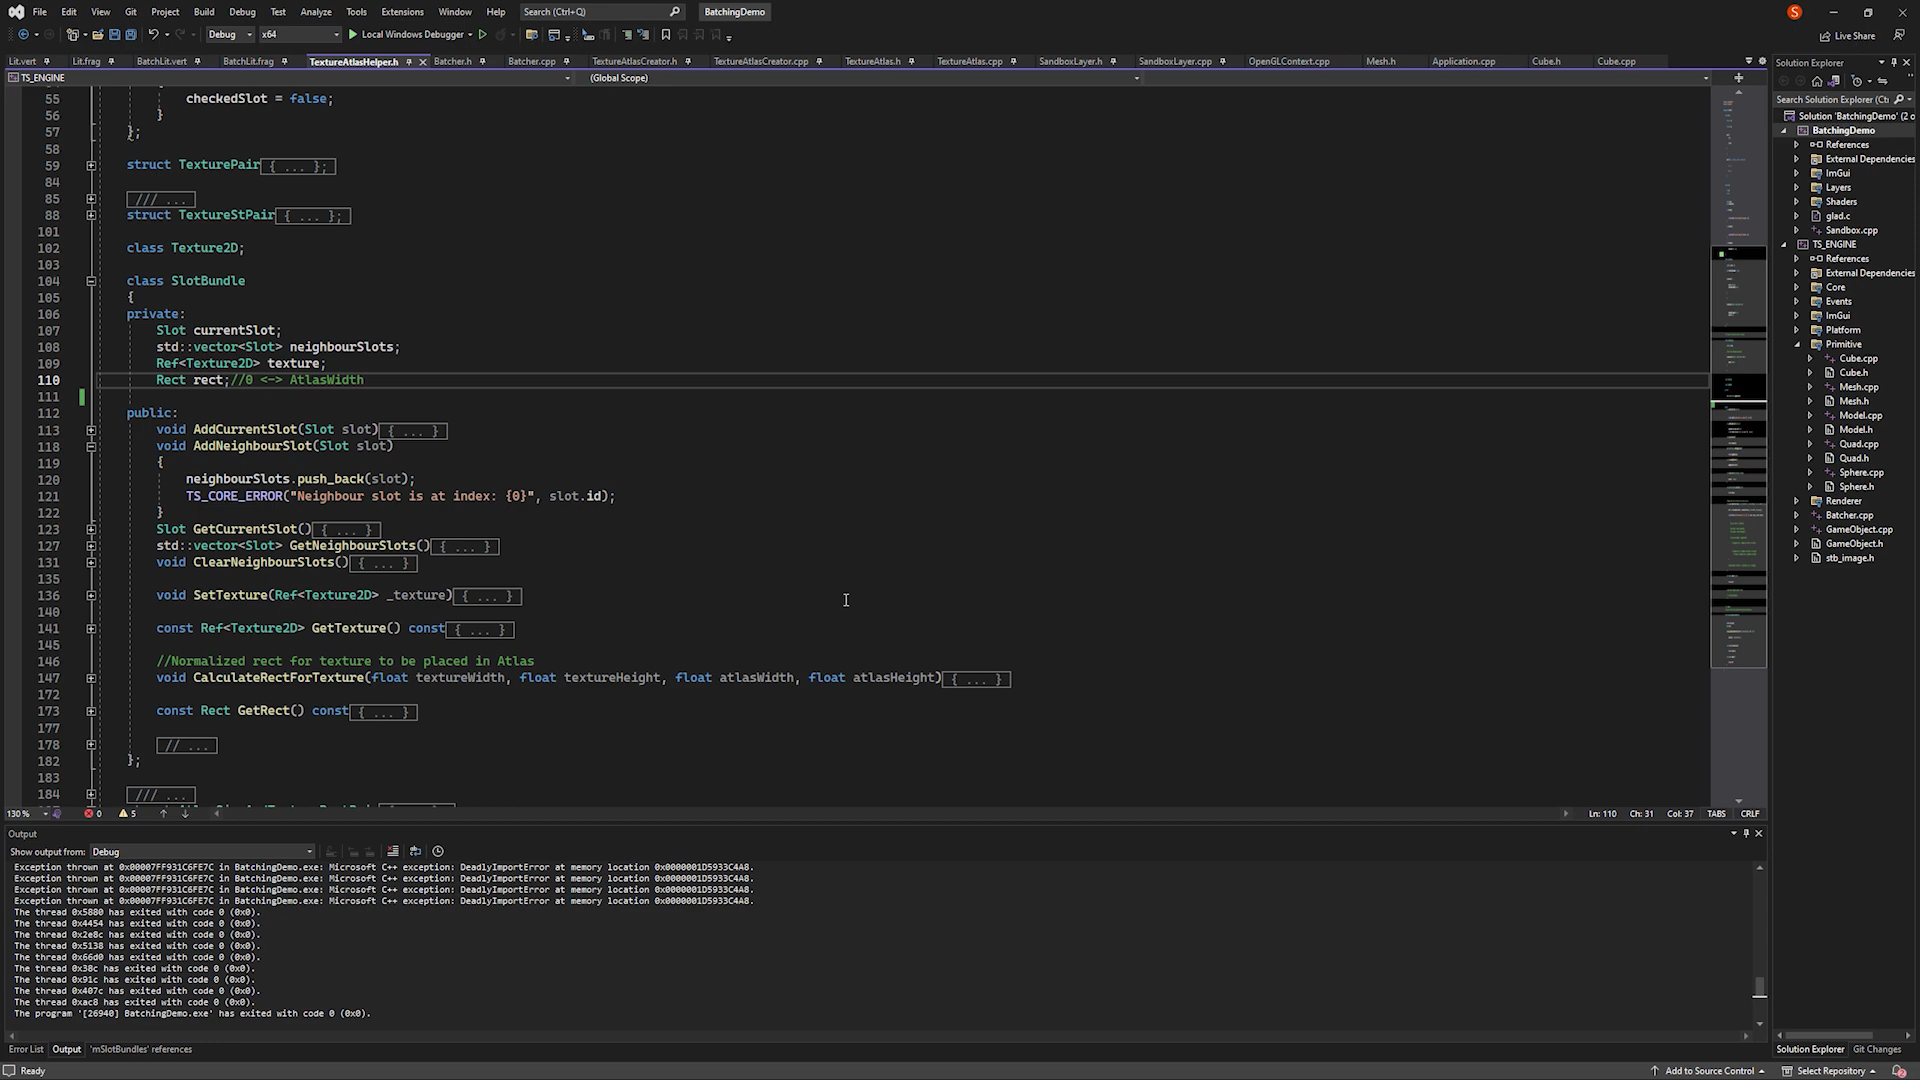 File Edit View Git Project Build Debug Test Analyze Tools Extensions Window Help Search (Ctrl+Q) BatchingDemo S
Debug x64 Local Windows Debugger Live Share
Lit.vert Lit.frag BatchLit.vert BatchLit.frag TextureAtlasHelper.h Batcher.h Batcher.cpp TextureAtlasCreator.h TextureAtlasCreator.cpp TextureAtlas.h TextureAtlas.cpp SandboxLayer.h SandboxLayer.cpp OpenGLContext.cpp Mesh.h Application.cpp Cube.h Cube.cpp
TS_ENGINE (Global Scope)
55 checkedSlot = false;
56 }
57 };
58
59 struct TexturePair{ ... };
84
85 /// ...
88 struct TextureStPair{ ... };
101
102 class Texture2D;
103
104 class SlotBundle
105 {
106 private:
107 Slot currentSlot;
108 std::vector<Slot> neighbourSlots;
109 Ref<Texture2D> texture;
110 Rect rect;//0 <-> AtlasWidth
111
112 public:
113 void AddCurrentSlot(Slot slot){ ... }
118 void AddNeighbourSlot(Slot slot)
119 {
120 neighbourSlots.push_back(slot);
121 TS_CORE_ERROR("Neighbour slot is at index: {0}", slot.id);
122 }
123 Slot GetCurrentSlot(){ ... }
127 std::vector<Slot> GetNeighbourSlots(){ ... }
131 void ClearNeighbourSlots(){ ... }
135
136 void SetTexture(Ref<Texture2D> _texture){ ... }
140
141 const Ref<Texture2D> GetTexture() const{ ... }
145
146 //Normalized rect for texture to be placed in Atlas
147 void CalculateRectForTexture(float textureWidth, float textureHeight, float atlasWidth, float atlasHeight){ ... }
172
173 const Rect GetRect() const{ ... }
177
178 // ...
182 };
183
184 /// ...
130 % 0 5 Ln: 110 Ch: 31 Col: 37 TABS CRLF
Output
Show output from: Debug
Exception thrown at 0x00007FF931C6FE7C in BatchingDemo.exe: Microsoft C++ exception: DeadlyImportError at memory location 0x0000001D5933C4A8.
Exception thrown at 0x00007FF931C6FE7C in BatchingDemo.exe: Microsoft C++ exception: DeadlyImportError at memory location 0x0000001D5933C4A8.
Exception thrown at 0x00007FF931C6FE7C in BatchingDemo.exe: Microsoft C++ exception: DeadlyImportError at memory location 0x0000001D5933C4A8.
Exception thrown at 0x00007FF931C6FE7C in BatchingDemo.exe: Microsoft C++ exception: DeadlyImportError at memory location 0x0000001D5933C4A8.
The thread 0x5880 has exited with code 0 (0x0).
The thread 0x4454 has exited with code 0 (0x0).
The thread 0x2e8c has exited with code 0 (0x0).
The thread 0x5138 has exited with code 0 (0x0).
The thread 0x66d0 has exited with code 0 (0x0).
The thread 0x38c has exited with code 0 (0x0).
The thread 0x91c has exited with code 0 (0x0).
The thread 0x407c has exited with code 0 (0x0).
The thread 0xac8 has exited with code 0 (0x0).
The program '[26940] BatchingDemo.exe' has exited with code 0 (0x0).
Error List Output 'mSlotBundles' references
Solution Explorer
Search Solution Explorer (Ctrl
Solution 'BatchingDemo' (2 o
BatchingDemo
References
External Dependencies
ImGui
Layers
Shaders
glad.c
Sandbox.cpp
TS_ENGINE
References
External Dependencies
Core
Events
ImGui
Platform
Primitive
Cube.cpp
Cube.h
Mesh.cpp
Mesh.h
Model.cpp
Model.h
Quad.cpp
Quad.h
Sphere.cpp
Sphere.h
Renderer
Batcher.cpp
GameObject.cpp
GameObject.h
stb_image.h
Solution Explorer Git Changes
Ready Add to Source Control Select Repository